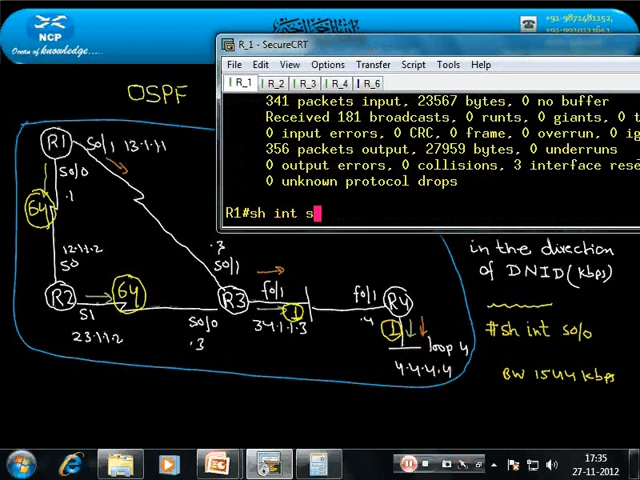 NCP
Ocean of knowledge.....
+91-9871481152,
R_1 - SecureCRT
File Edit View Options Transfer Script Tools Help
R_1 R_2 R_3 R_4 R_6
341 packets input, 23567 bytes, 0 no buffer
Received 181 broadcasts, 0 runts, 0 giants, 0 t
0 input errors, 0 CRC, 0 frame, 0 overrun, 0 ig
356 packets output, 27959 bytes, 0 underruns
0 output errors, 0 collisions, 3 interface rese
0 unknown protocol drops
R1#sh int s
OSPF
R1 S0/1 13.1.1.1
S0/0
64 .1
12.1.1.2
S0
.3
S0/1
R2 64 R3 f0/1 f0/1 R4
S1 S0/0 34.1.1.3 1 .4 1
23.1.1.2 .3 loop 4
4.4.4.4
in the direction
of DNID (kbps)
#sh int s0/0
BW 1544 kbps
17:35
27-11-2012